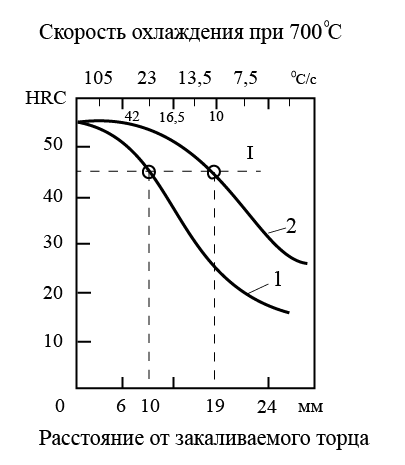 Скорость охлаждения при 700°С
105 23 13,5 7,5 °С/с
HRC
42 16,5 10
50
I
40
30
2
20
1
10
0 6 10 19 24 мм
Расстояние от закаливаемого торца